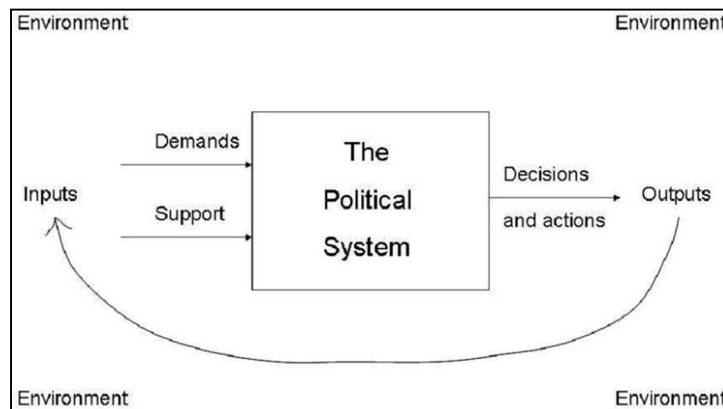 Environment
Environment
Demands
The
Political
System
Inputs
Support
Decisions
and actions
Outputs
Environment
Environment